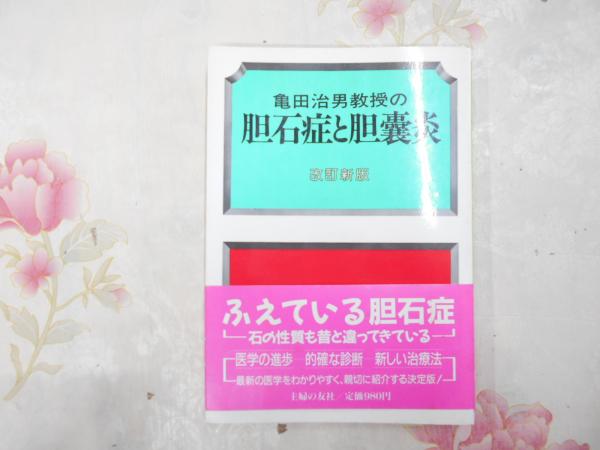 亀田治男教授の
胆石症と胆嚢炎
改訂新版
ふえている胆石症
石の性質も昔と違ってきている
医学の進歩 的確な診断 新しい治療法
最新の医学をわかりやすく、親切に紹介する決定版!
主婦の友社/定価980円